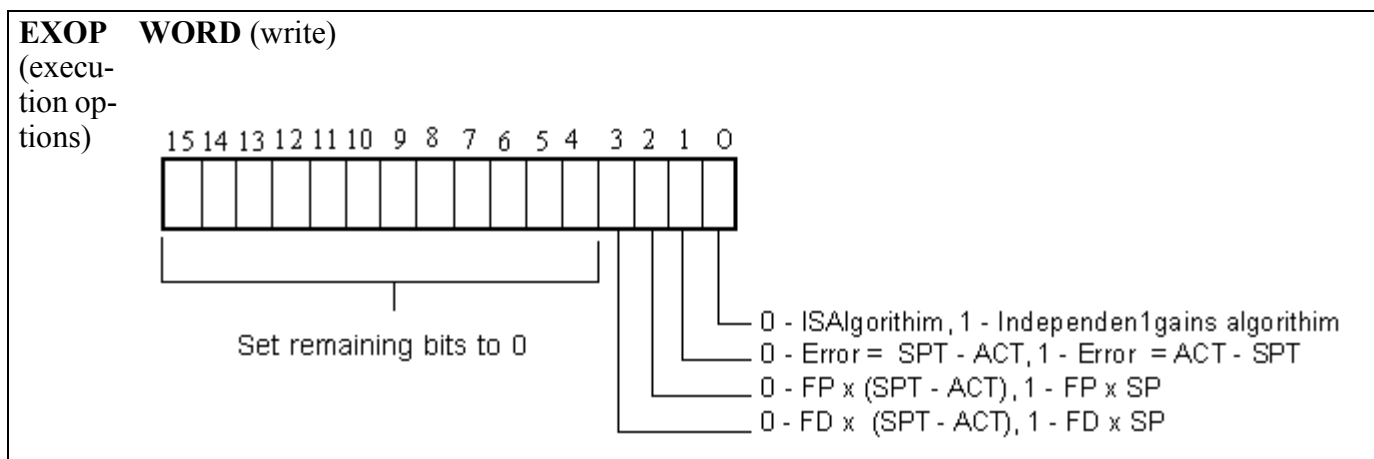 EXOP WORD (write)
(execu-
tion op-
tions)
15 14 13 12 11 10 9 8 7 6 5 4 3 2 1 0
Set remaining bits to 0
0 - ISAlgorithim, 1 - Independen1gains algorithim
0 - Error = SPT - ACT, 1 - Error = ACT - SPT
0 - FP x (SPT - ACT), 1 - FP x SP
0 - FD x (SPT - ACT), 1 - FD x SP